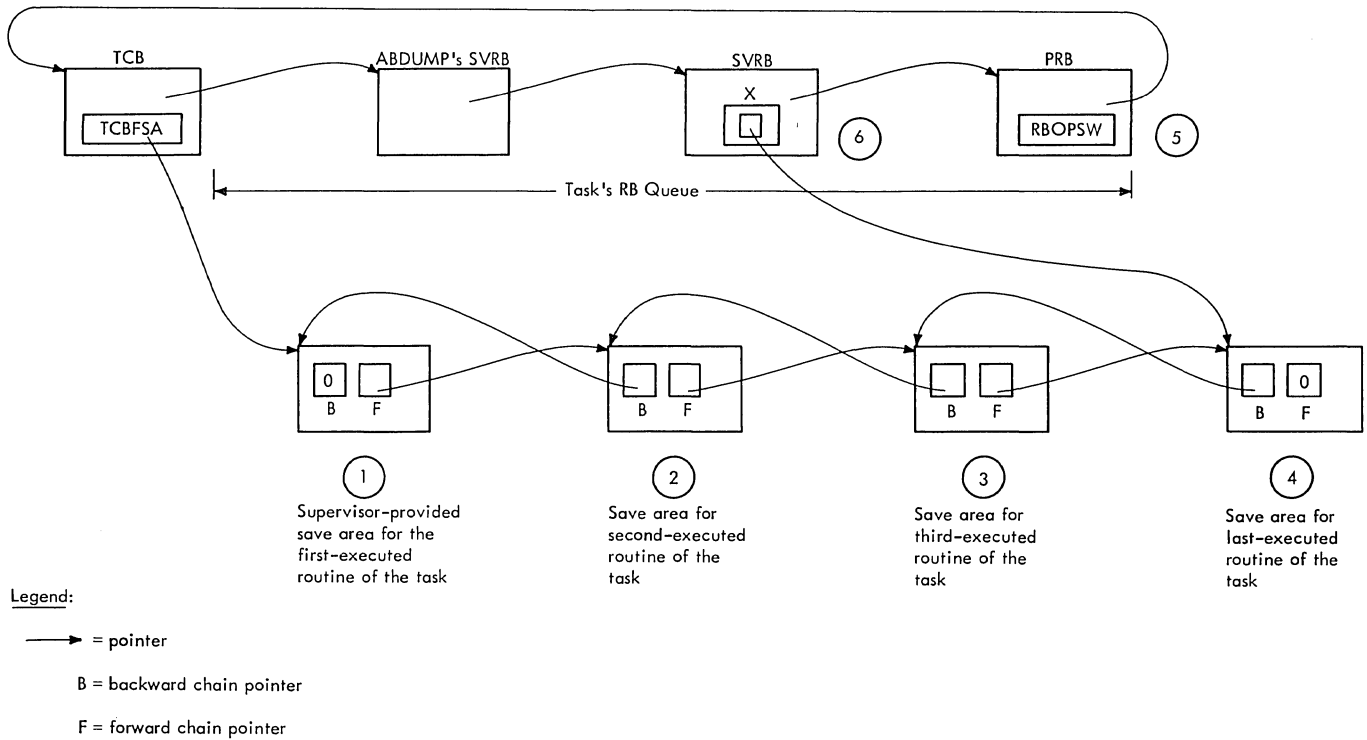 TCB
ABDUMP's SVRB
SVRB
PRB
X
TCBFSA
RBOPSW
6
5
Task's RB Queue
0
B F
B F
B F
0
B F
1
2
3
4
Supervisor-provided
save area for the
first-executed
routine of the task
Save area for
second-executed
routine of the
task
Save area for
third-executed
routine of the
task
Save area for
last-executed
routine of the
task
Legend:
= pointer
B = backward chain pointer
F = forward chain pointer